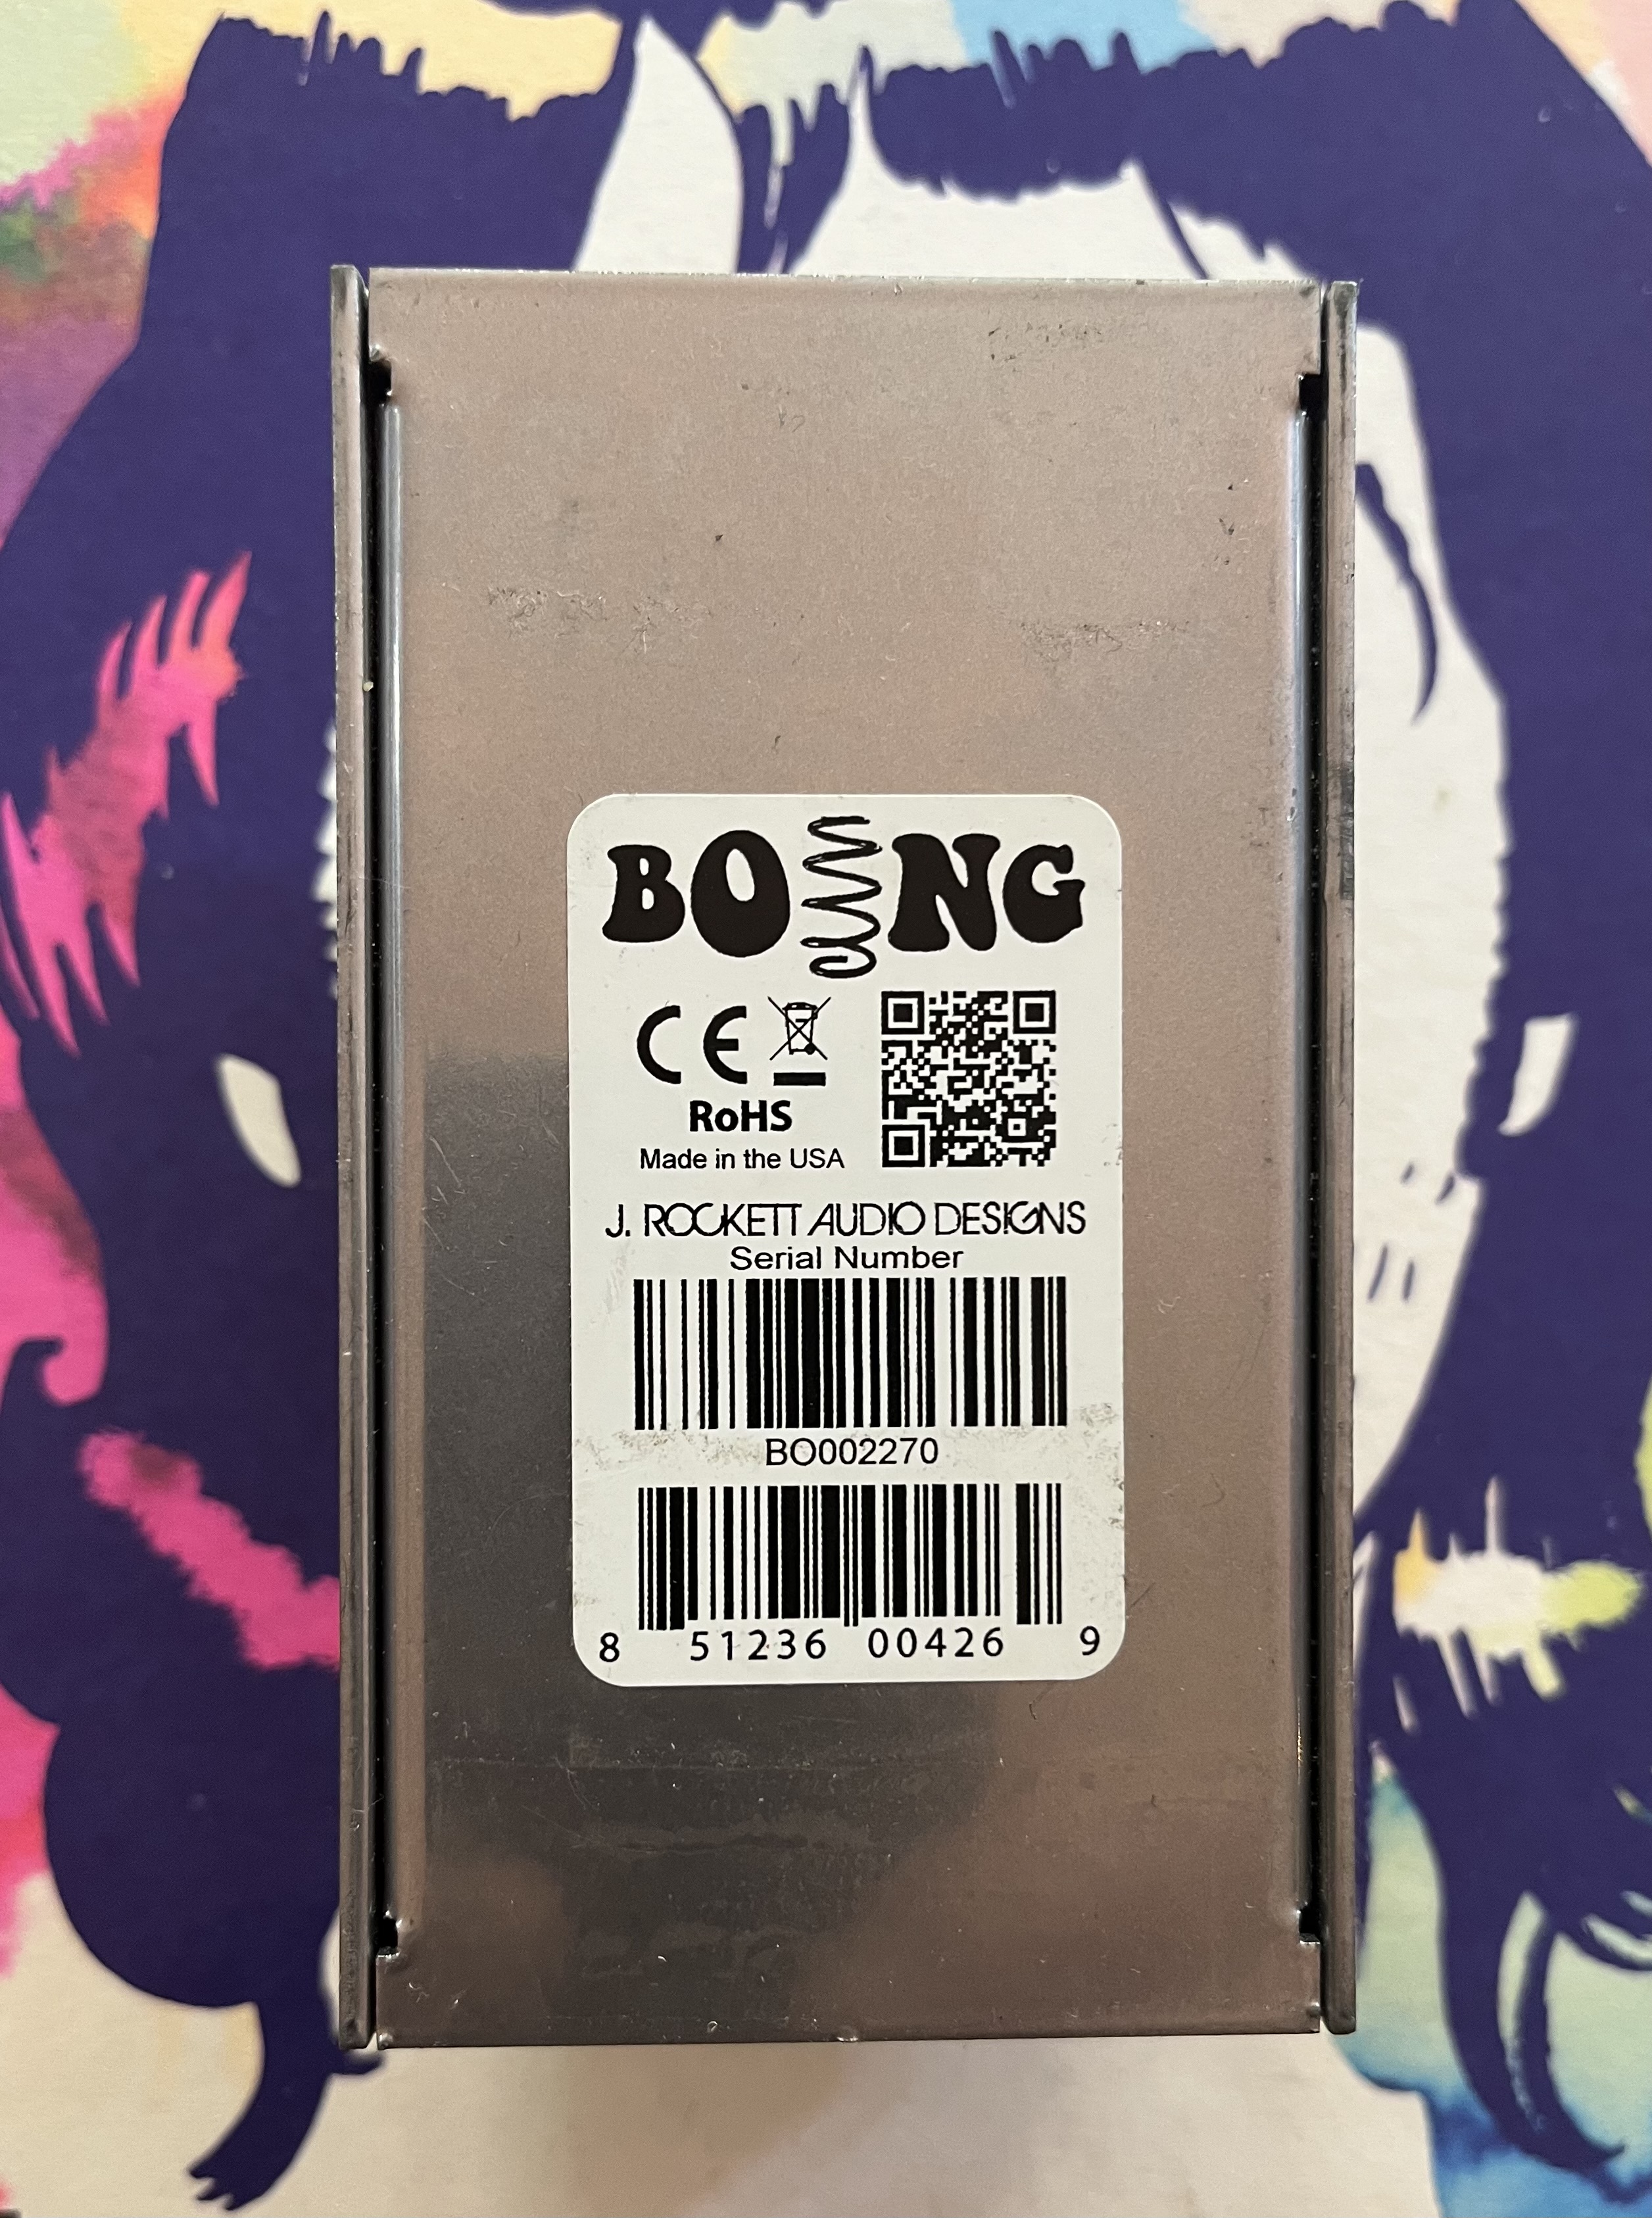 BOING
CE
RoHS
Made in the USA
J. ROCKETT AUDIO DESIGNS
Serial Number
BO002270
8 51236 00426 9